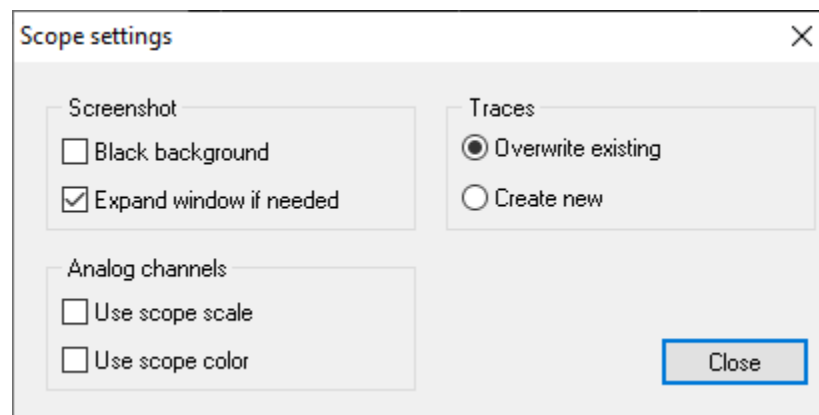 Scope settings
Screenshot
Black background
Expand window if needed
Traces
Overwrite existing
Create new
Analog channels
Use scope scale
Use scope color
Close